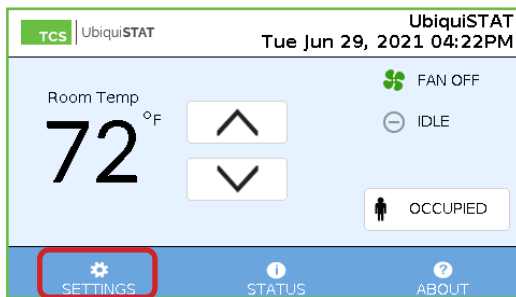 TCS UbiquiSTAT
UbiquiSTAT
Tue Jun 29, 2021 04:22PM
Room Temp
72 °F
FAN OFF
IDLE
OCCUPIED
SETTINGS
STATUS
ABOUT